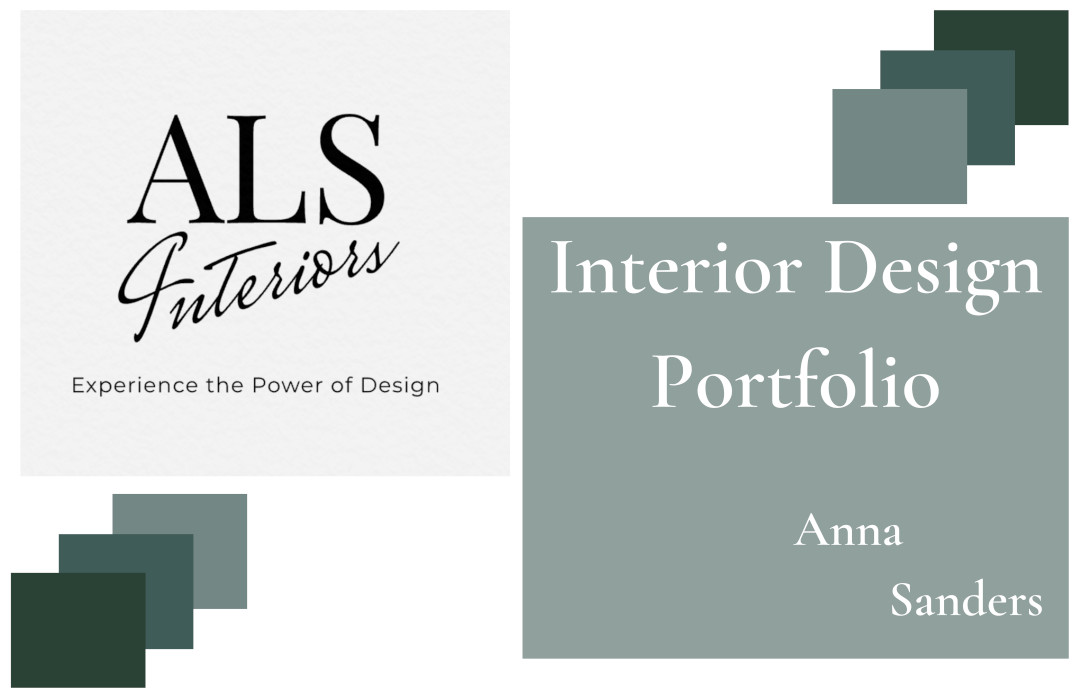 ALS
Interiors
Experience the Power of Design
Interior Design
Portfolio
Anna
Sanders